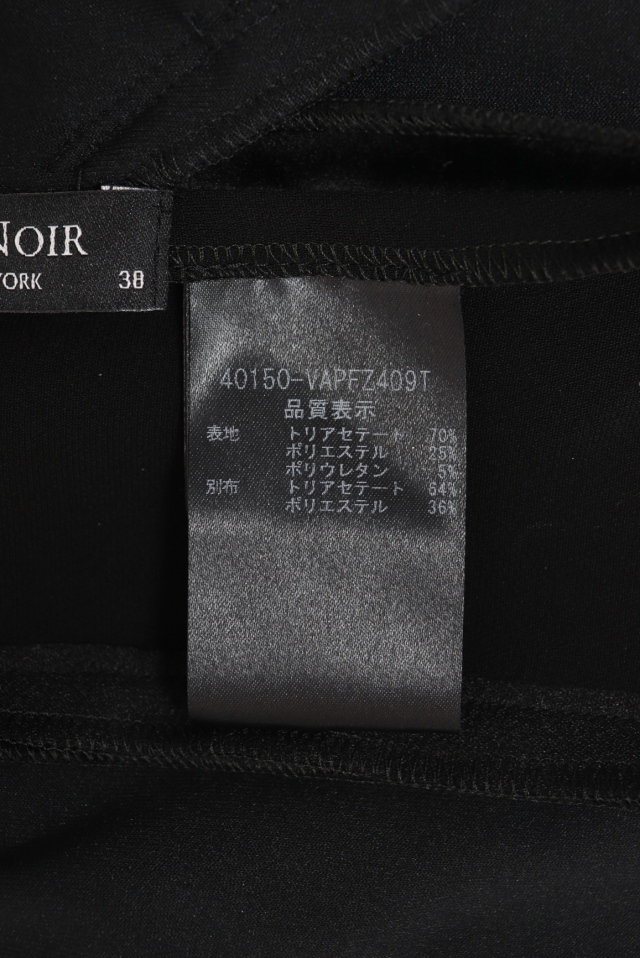 NOIR
YORK 38
40150-VAPFZ409T
品質表示
表地 トリアセテート 70%
ポリエステル 25%
ポリウレタン 5%
別布 トリアセテート 64%
ポリエステル 36%